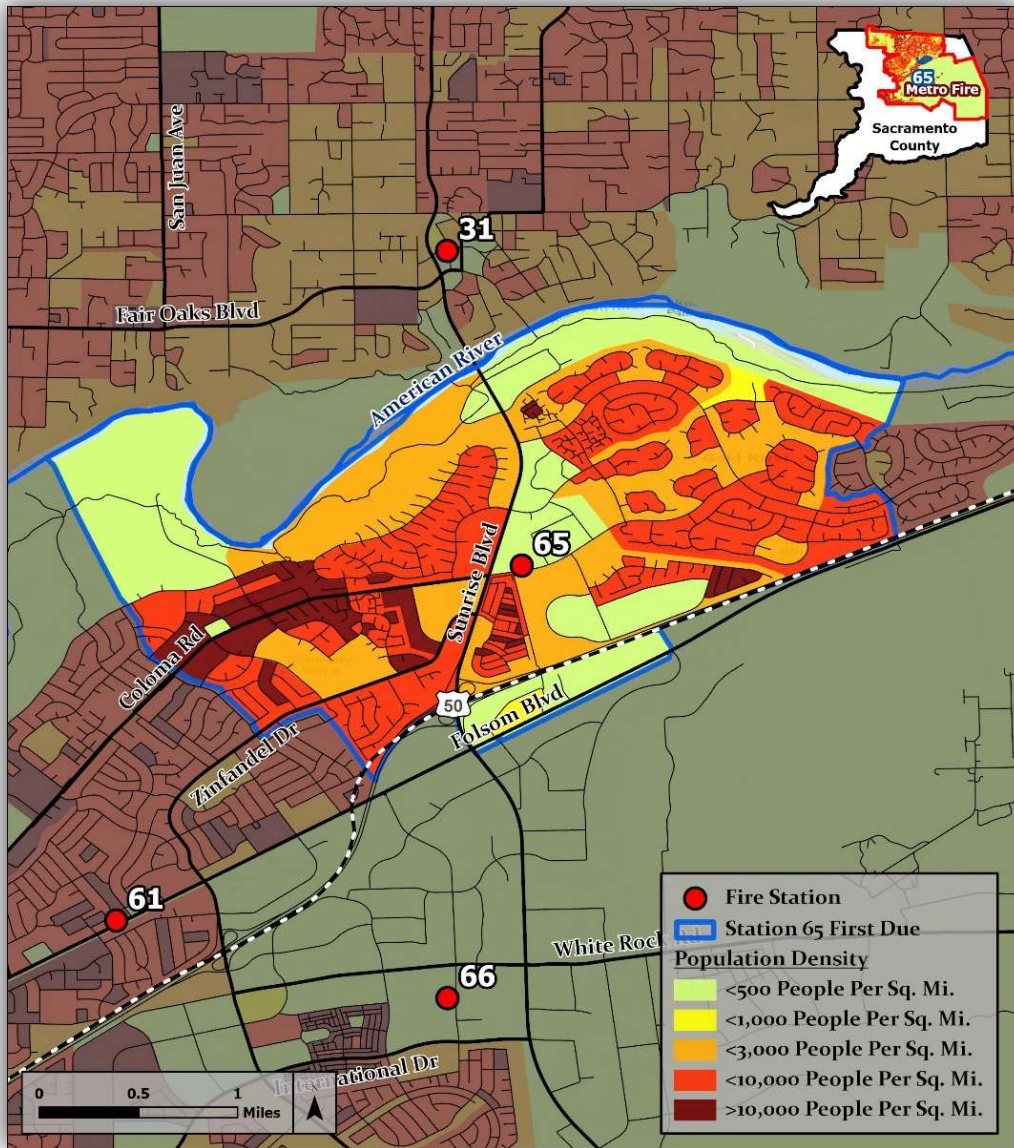 San Juan Ave
65
Metro Fire
Sacramento
County
31
Fair Oaks Blvd
American River
65
Sunrise Blvd
Coloma Rd
50
Folsom Blvd
Zinfandel Dr
61
66
White Rock Rd.
International Dr
Fire Station
Station 65 First Due
Population Density
<500 People Per Sq. Mi.
<1,000 People Per Sq. Mi.
<3,000 People Per Sq. Mi.
<10,000 People Per Sq. Mi.
>10,000 People Per Sq. Mi.
0 0.5 1
Miles
N